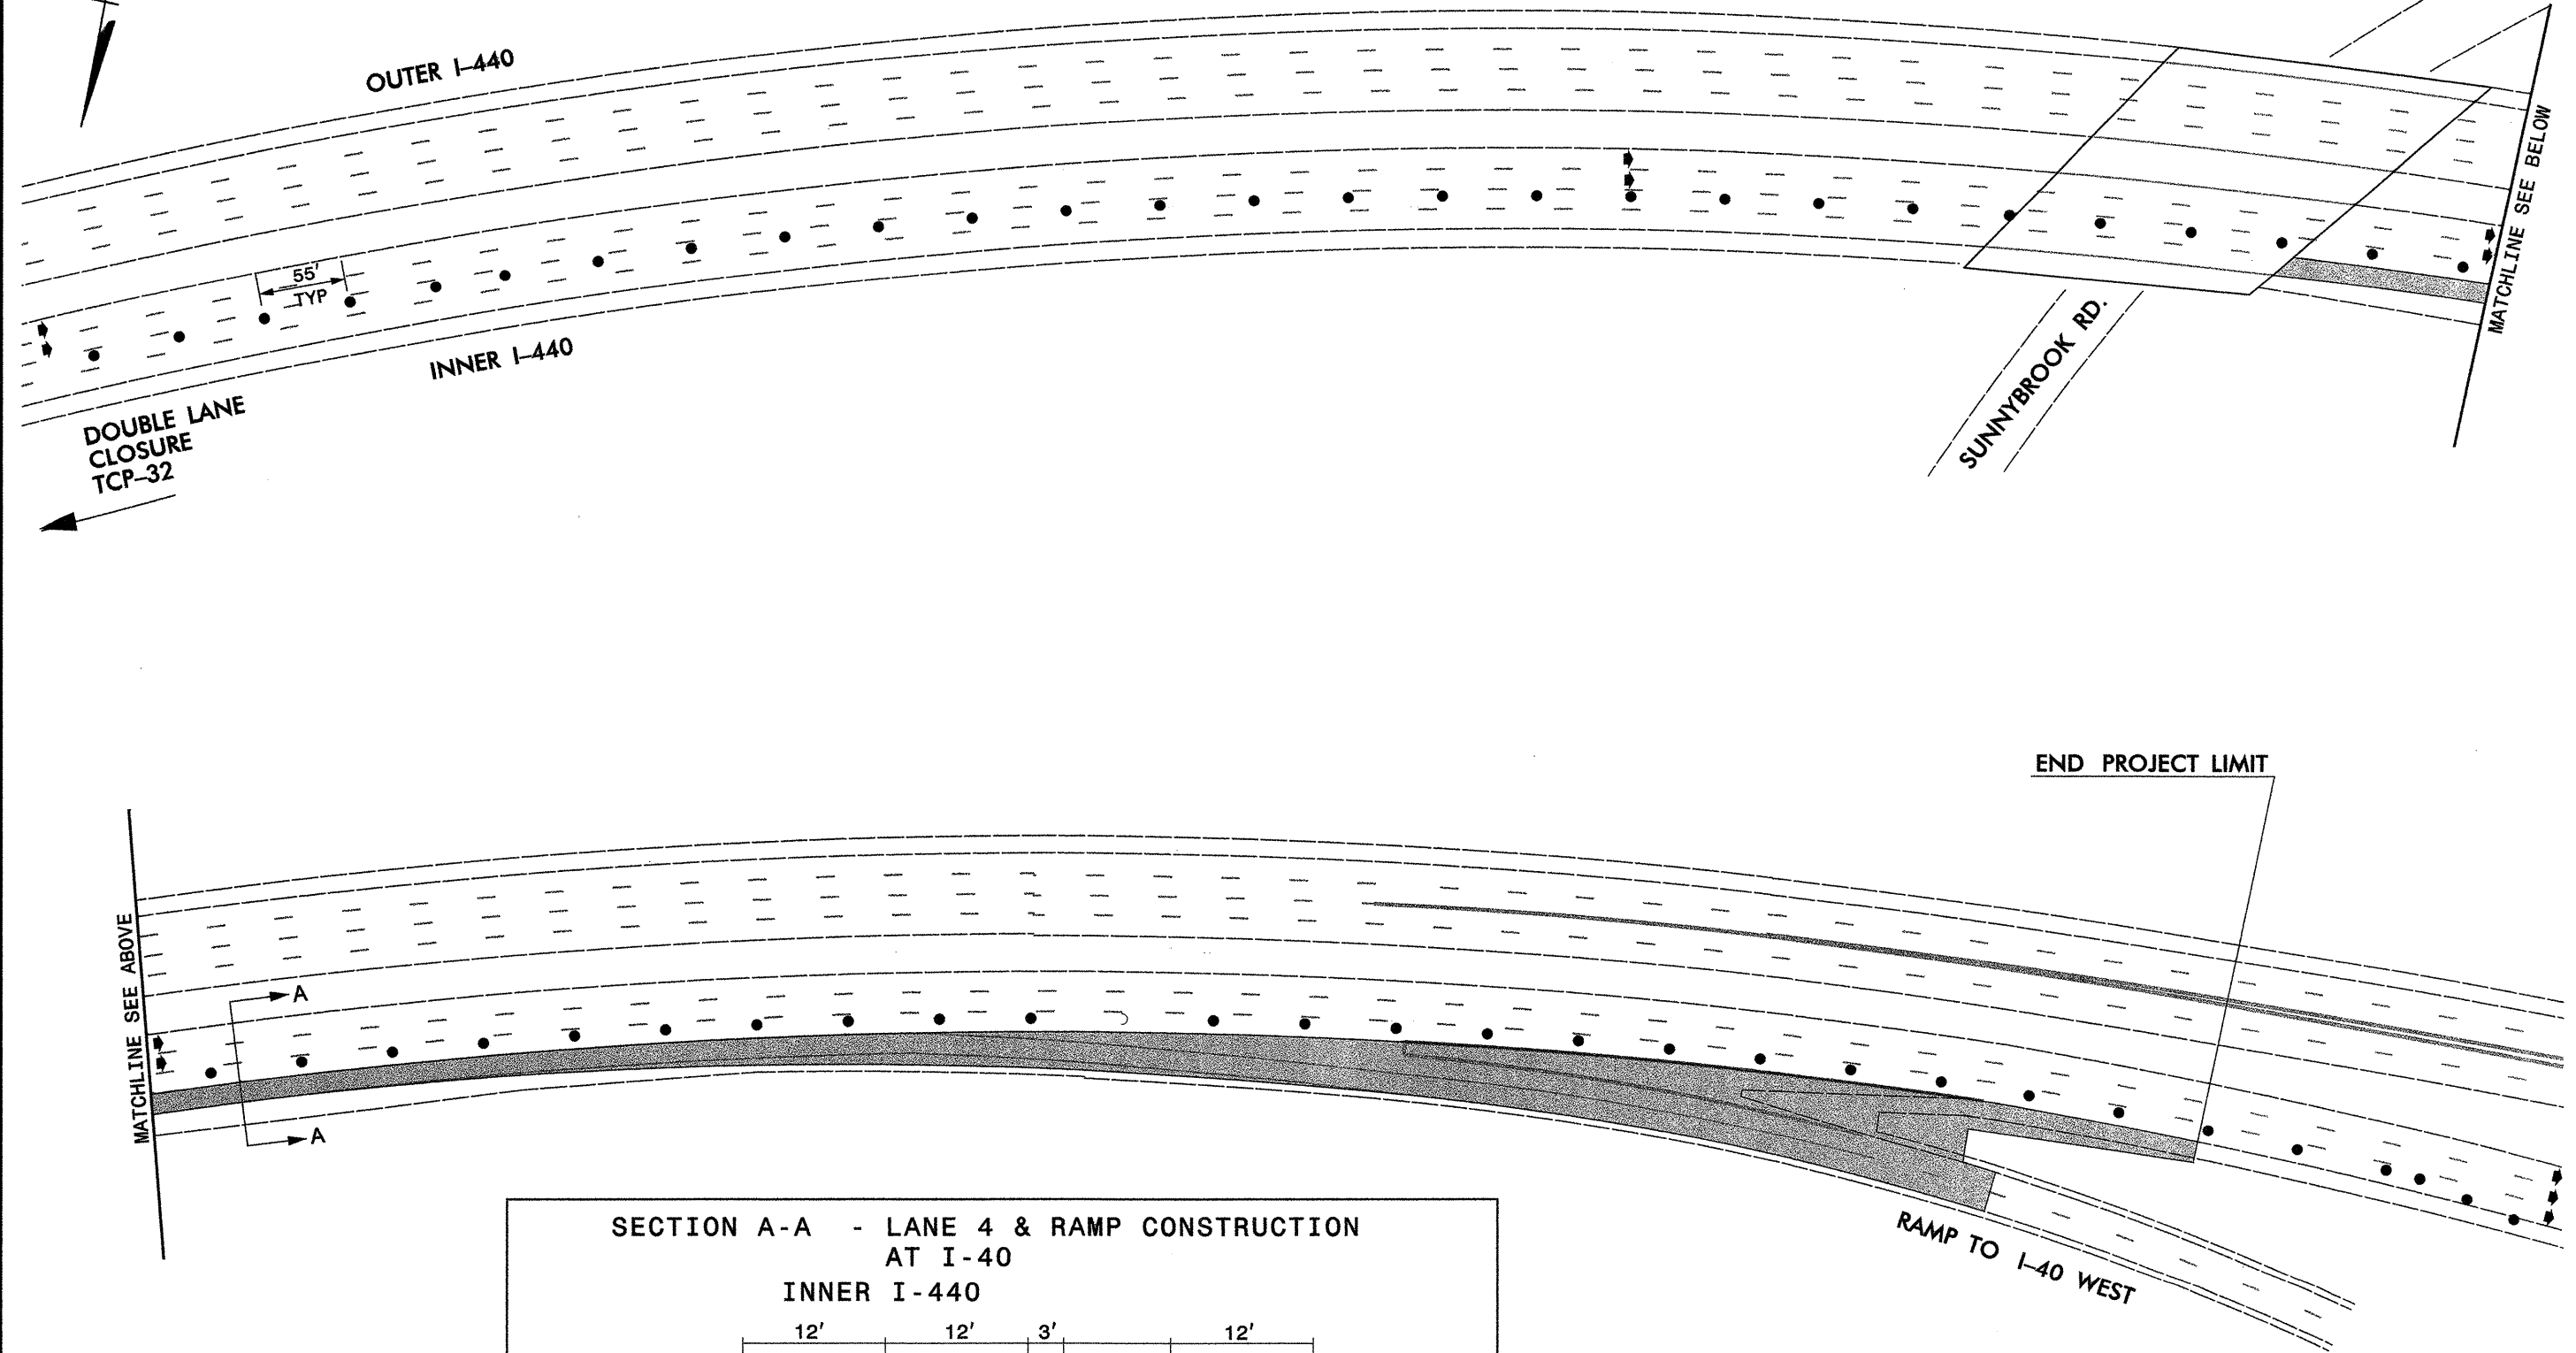 OUTER I-440
55'
TYP
INNER I-440
DOUBLE LANE
CLOSURE
TCP-32
SUNNYBROOK RD.
MATCHLINE SEE BELOW
END PROJECT LIMIT
MATCHLINE SEE ABOVE
A
A
RAMP TO I-40 WEST
SECTION A-A - LANE 4 & RAMP CONSTRUCTION
AT I-40
INNER I-440
12' 12' 3' 12'